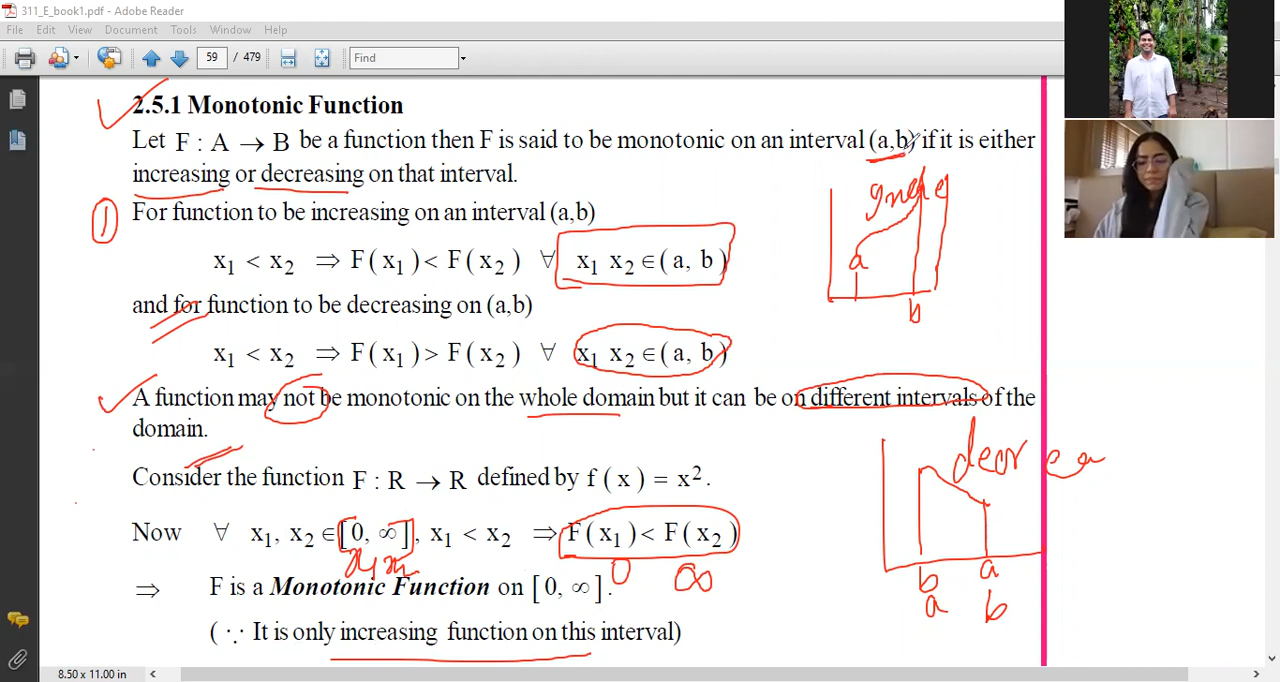 311_E_book1.pdf - Adobe Reader
File Edit View Document Tools Window Help
59 / 479 Find
2.5.1 Monotonic Function
Let F : A → B be a function then F is said to be monotonic on an interval (a,b) if it is either
increasing or decreasing on that interval.
1 For function to be increasing on an interval (a,b)
x₁ < x₂ ⇒ F( x₁ ) < F( x₂ ) ∀ x₁ x₂ ∈ ( a, b )
and for function to be decreasing on (a,b)
x₁ < x₂ ⇒ F( x₁ ) > F( x₂ ) ∀ x₁ x₂ ∈ ( a, b )
A function may not be monotonic on the whole domain but it can be on different intervals of the
domain.
Consider the function F : R → R defined by f ( x ) = x².
Now ∀ x₁, x₂ ∈ [ 0, ∞ ], x₁ < x₂ ⇒ F( x₁ ) < F( x₂ )
x₁ x₂ 0 ∞
⇒ F is a Monotonic Function on [ 0, ∞ ].
( ∵ It is only increasing function on this interval)
a
b
decrea
b a
a b
8.50 x 11.00 in